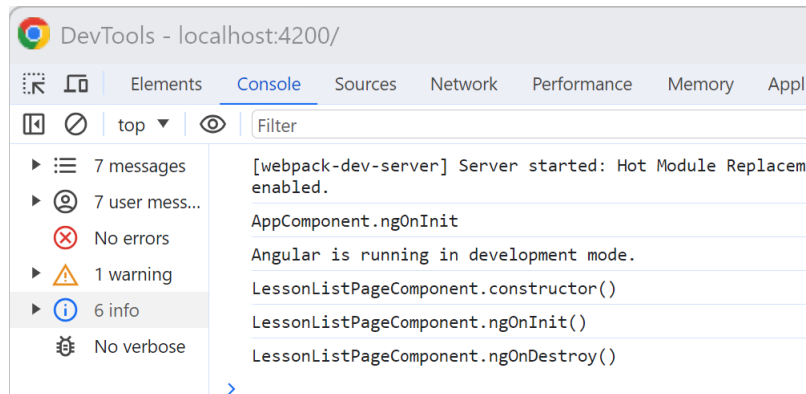 DevTools - localhost:4200/
Elements Console Sources Network Performance Memory Appl
top Filter
7 messages
7 user mess...
No errors
1 warning
6 info
No verbose
[webpack-dev-server] Server started: Hot Module Replacem
enabled.
AppComponent.ngOnInit
Angular is running in development mode.
LessonListPageComponent.constructor()
LessonListPageComponent.ngOnInit()
LessonListPageComponent.ngOnDestroy()